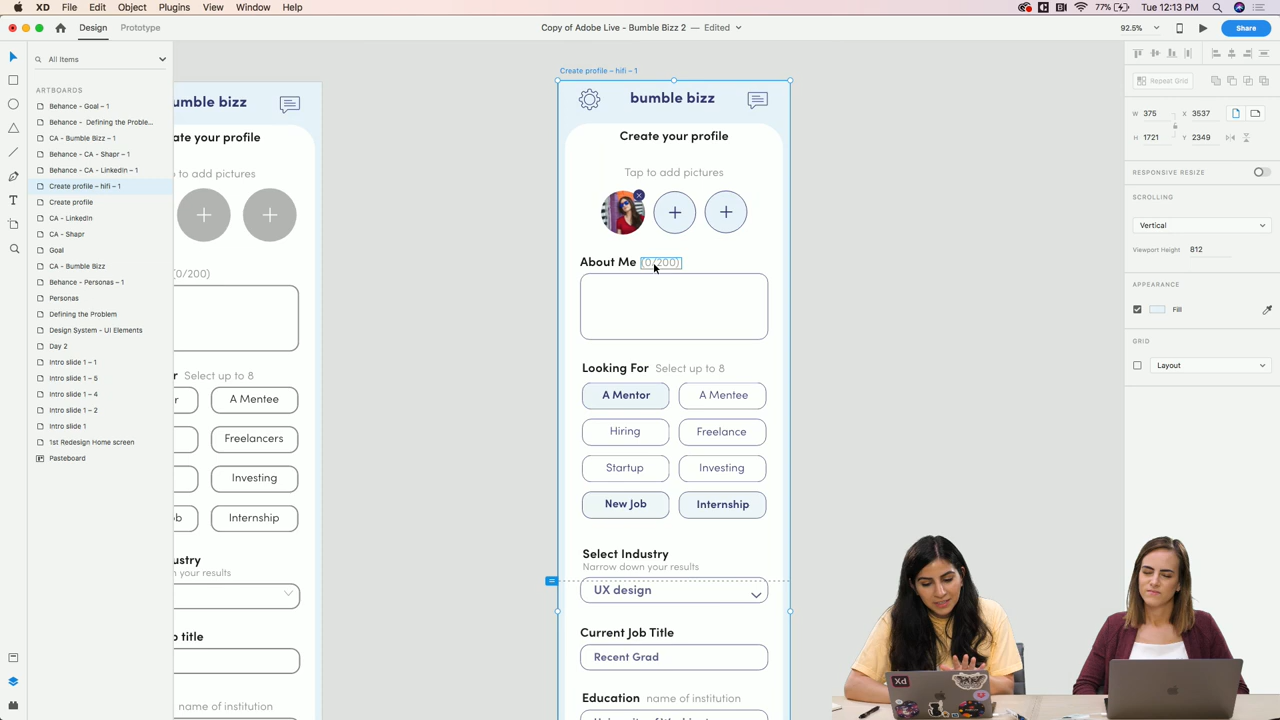 XD File Edit Object Plugins View Window Help
77% Tue 12:13 PM
Design Prototype
Copy of Adobe Live - Bumble Bizz 2 — Edited
92.5%
Share
All Items
ARTBOARDS
Behance - Goal – 1
Behance - Defining the Proble...
CA - Bumble Bizz – 1
Behance - CA - Shapr – 1
Behance - CA - LinkedIn – 1
Create profile – hifi – 1
Create profile
CA - LinkedIn
CA - Shapr
Goal
CA - Bumble Bizz
Behance - Personas – 1
Personas
Defining the Problem
Design System - UI Elements
Day 2
Intro slide 1 – 1
Intro slide 1 – 5
Intro slide 1 – 4
Intro slide 1 – 2
Intro slide 1
1st Redesign Home screen
Pasteboard
umble bizz
ate your profile
p to add pictures
(0/200)
r Select up to 8
r A Mentee
Freelancers
Investing
ob Internship
ustry
n your results
b title
name of institution
Create profile – hifi – 1
bumble bizz
Create your profile
Tap to add pictures
About Me (0/200)
Looking For Select up to 8
A Mentor A Mentee
Hiring Freelance
Startup Investing
New Job Internship
Select Industry
Narrow down your results
UX design
Current Job Title
Recent Grad
Education name of institution
Repeat Grid
W 375 X 3537
H 1721 Y 2349
RESPONSIVE RESIZE
SCROLLING
Vertical
Viewport Height 812
APPEARANCE
Fill
GRID
Layout
Xd